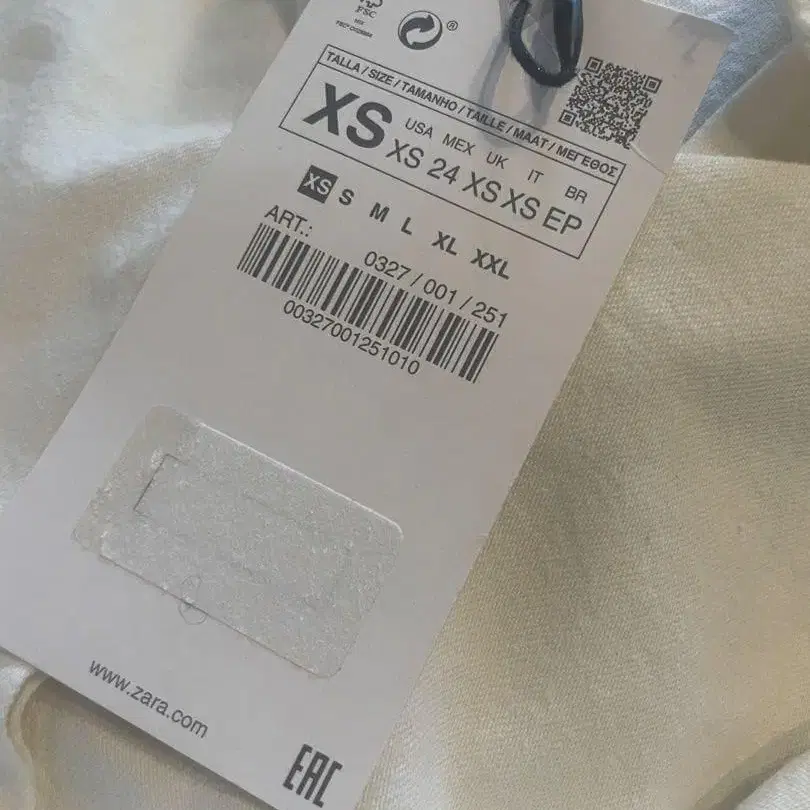 FSC
®
TALLA / SIZE / TAMANHO / TAILLE / MAAT / ΜΕΓΕΘΟΣ
XS
USA MEX UK IT BR
XS 24 XS XS EP
XS S M L XL XXL
ART.:
0327 / 001 / 251
00327001251010
www.zara.com
EAC